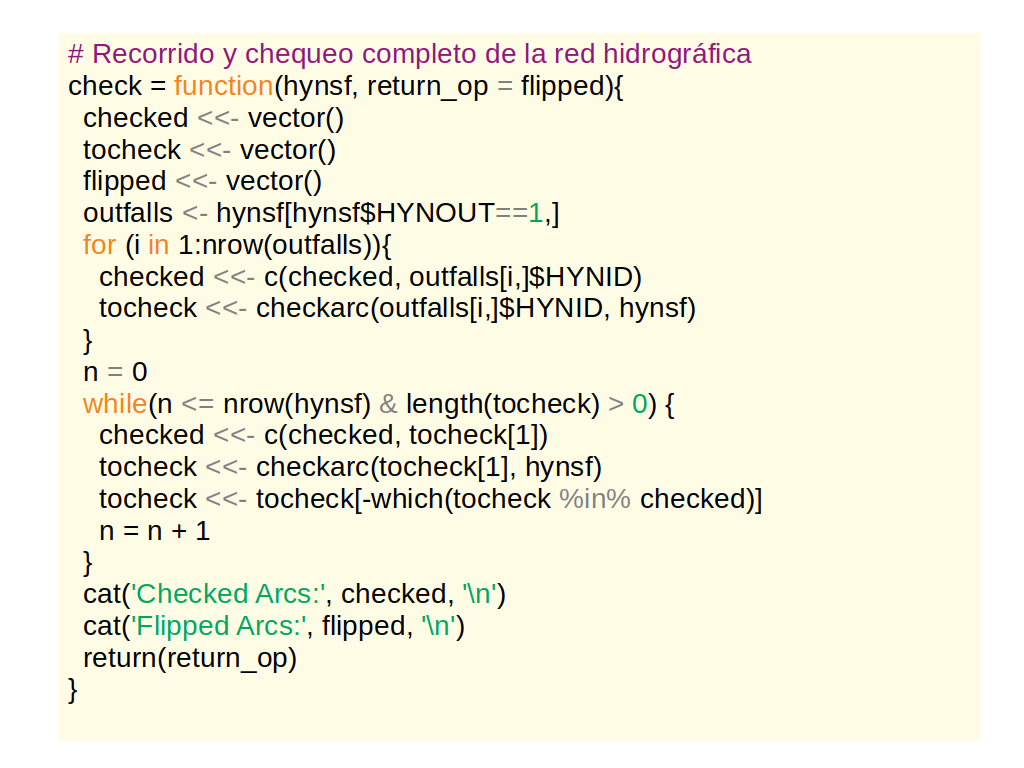 # Recorrido y chequeo completo de la red hidrográfica
check = function(hynsf, return_op = flipped){
  checked <<- vector()
  tocheck <<- vector()
  flipped <<- vector()
  outfalls <- hynsf[hynsf$HYNOUT==1,]
  for (i in 1:nrow(outfalls)){
    checked <<- c(checked, outfalls[i,]$HYNID)
    tocheck <<- checkarc(outfalls[i,]$HYNID, hynsf)
  }
  n = 0
  while(n <= nrow(hynsf) & length(tocheck) > 0) {
    checked <<- c(checked, tocheck[1])
    tocheck <<- checkarc(tocheck[1], hynsf)
    tocheck <<- tocheck[-which(tocheck %in% checked)]
    n = n + 1
  }
  cat('Checked Arcs:', checked, '\n')
  cat('Flipped Arcs:', flipped, '\n')
  return(return_op)
}